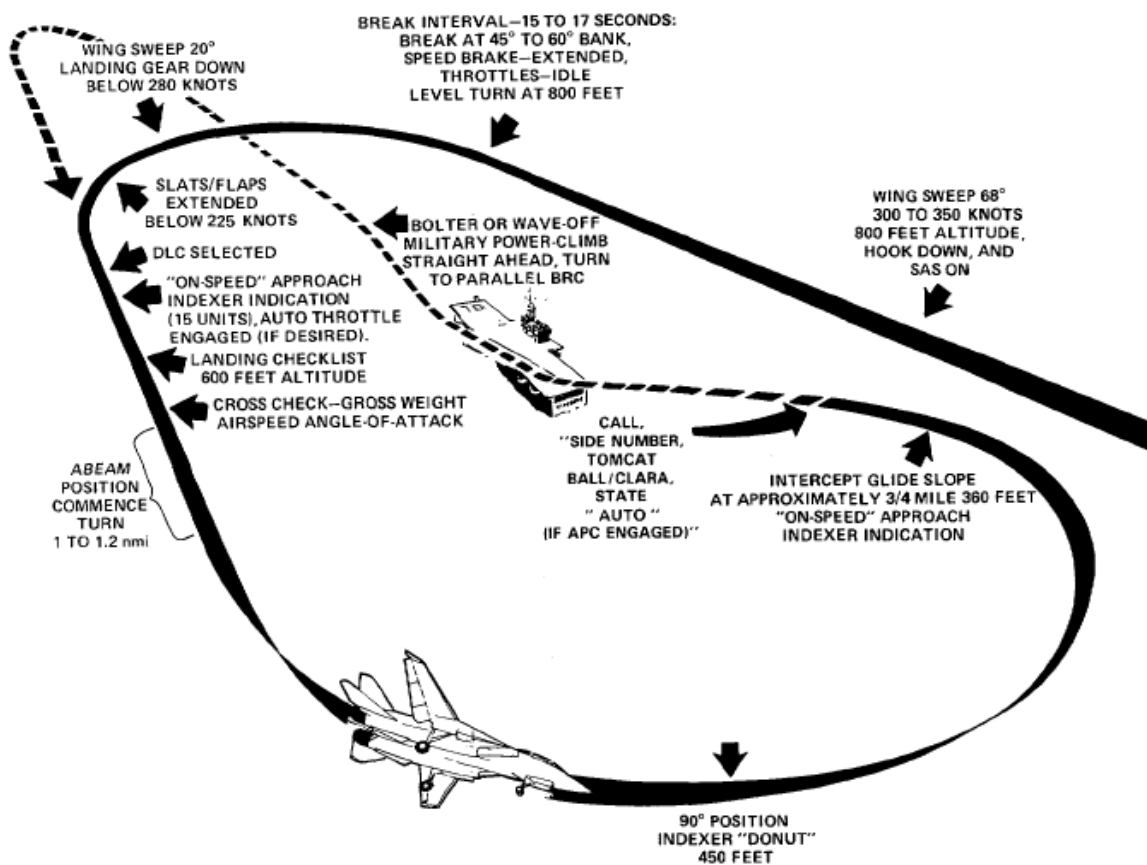 BREAK INTERVAL—15 TO 17 SECONDS:
BREAK AT 45° TO 60° BANK,
SPEED BRAKE—EXTENDED,
THROTTLES—IDLE
LEVEL TURN AT 800 FEET
WING SWEEP 20°
LANDING GEAR DOWN
BELOW 280 KNOTS
WING SWEEP 68°
300 TO 350 KNOTS
800 FEET ALTITUDE,
HOOK DOWN, AND
SAS ON
SLATS/FLAPS
EXTENDED
BELOW 225 KNOTS
BOLTER OR WAVE-OFF
MILITARY POWER-CLIMB
STRAIGHT AHEAD, TURN
TO PARALLEL BRC
DLC SELECTED
"ON-SPEED" APPROACH
INDEXER INDICATION
(15 UNITS), AUTO THROTTLE
ENGAGED (IF DESIRED).
LANDING CHECKLIST
600 FEET ALTITUDE
CROSS CHECK—GROSS WEIGHT
AIRSPEED ANGLE-OF-ATTACK
ABEAM
POSITION
COMMENCE
TURN
1 TO 1.2 nmi
CALL,
"SIDE NUMBER,
TOMCAT
BALL/CLARA,
STATE
" AUTO "
(IF APC ENGAGED)"
INTERCEPT GLIDE SLOPE
AT APPROXIMATELY 3/4 MILE 360 FEET
"ON-SPEED" APPROACH
INDEXER INDICATION
90° POSITION
INDEXER "DONUT"
450 FEET